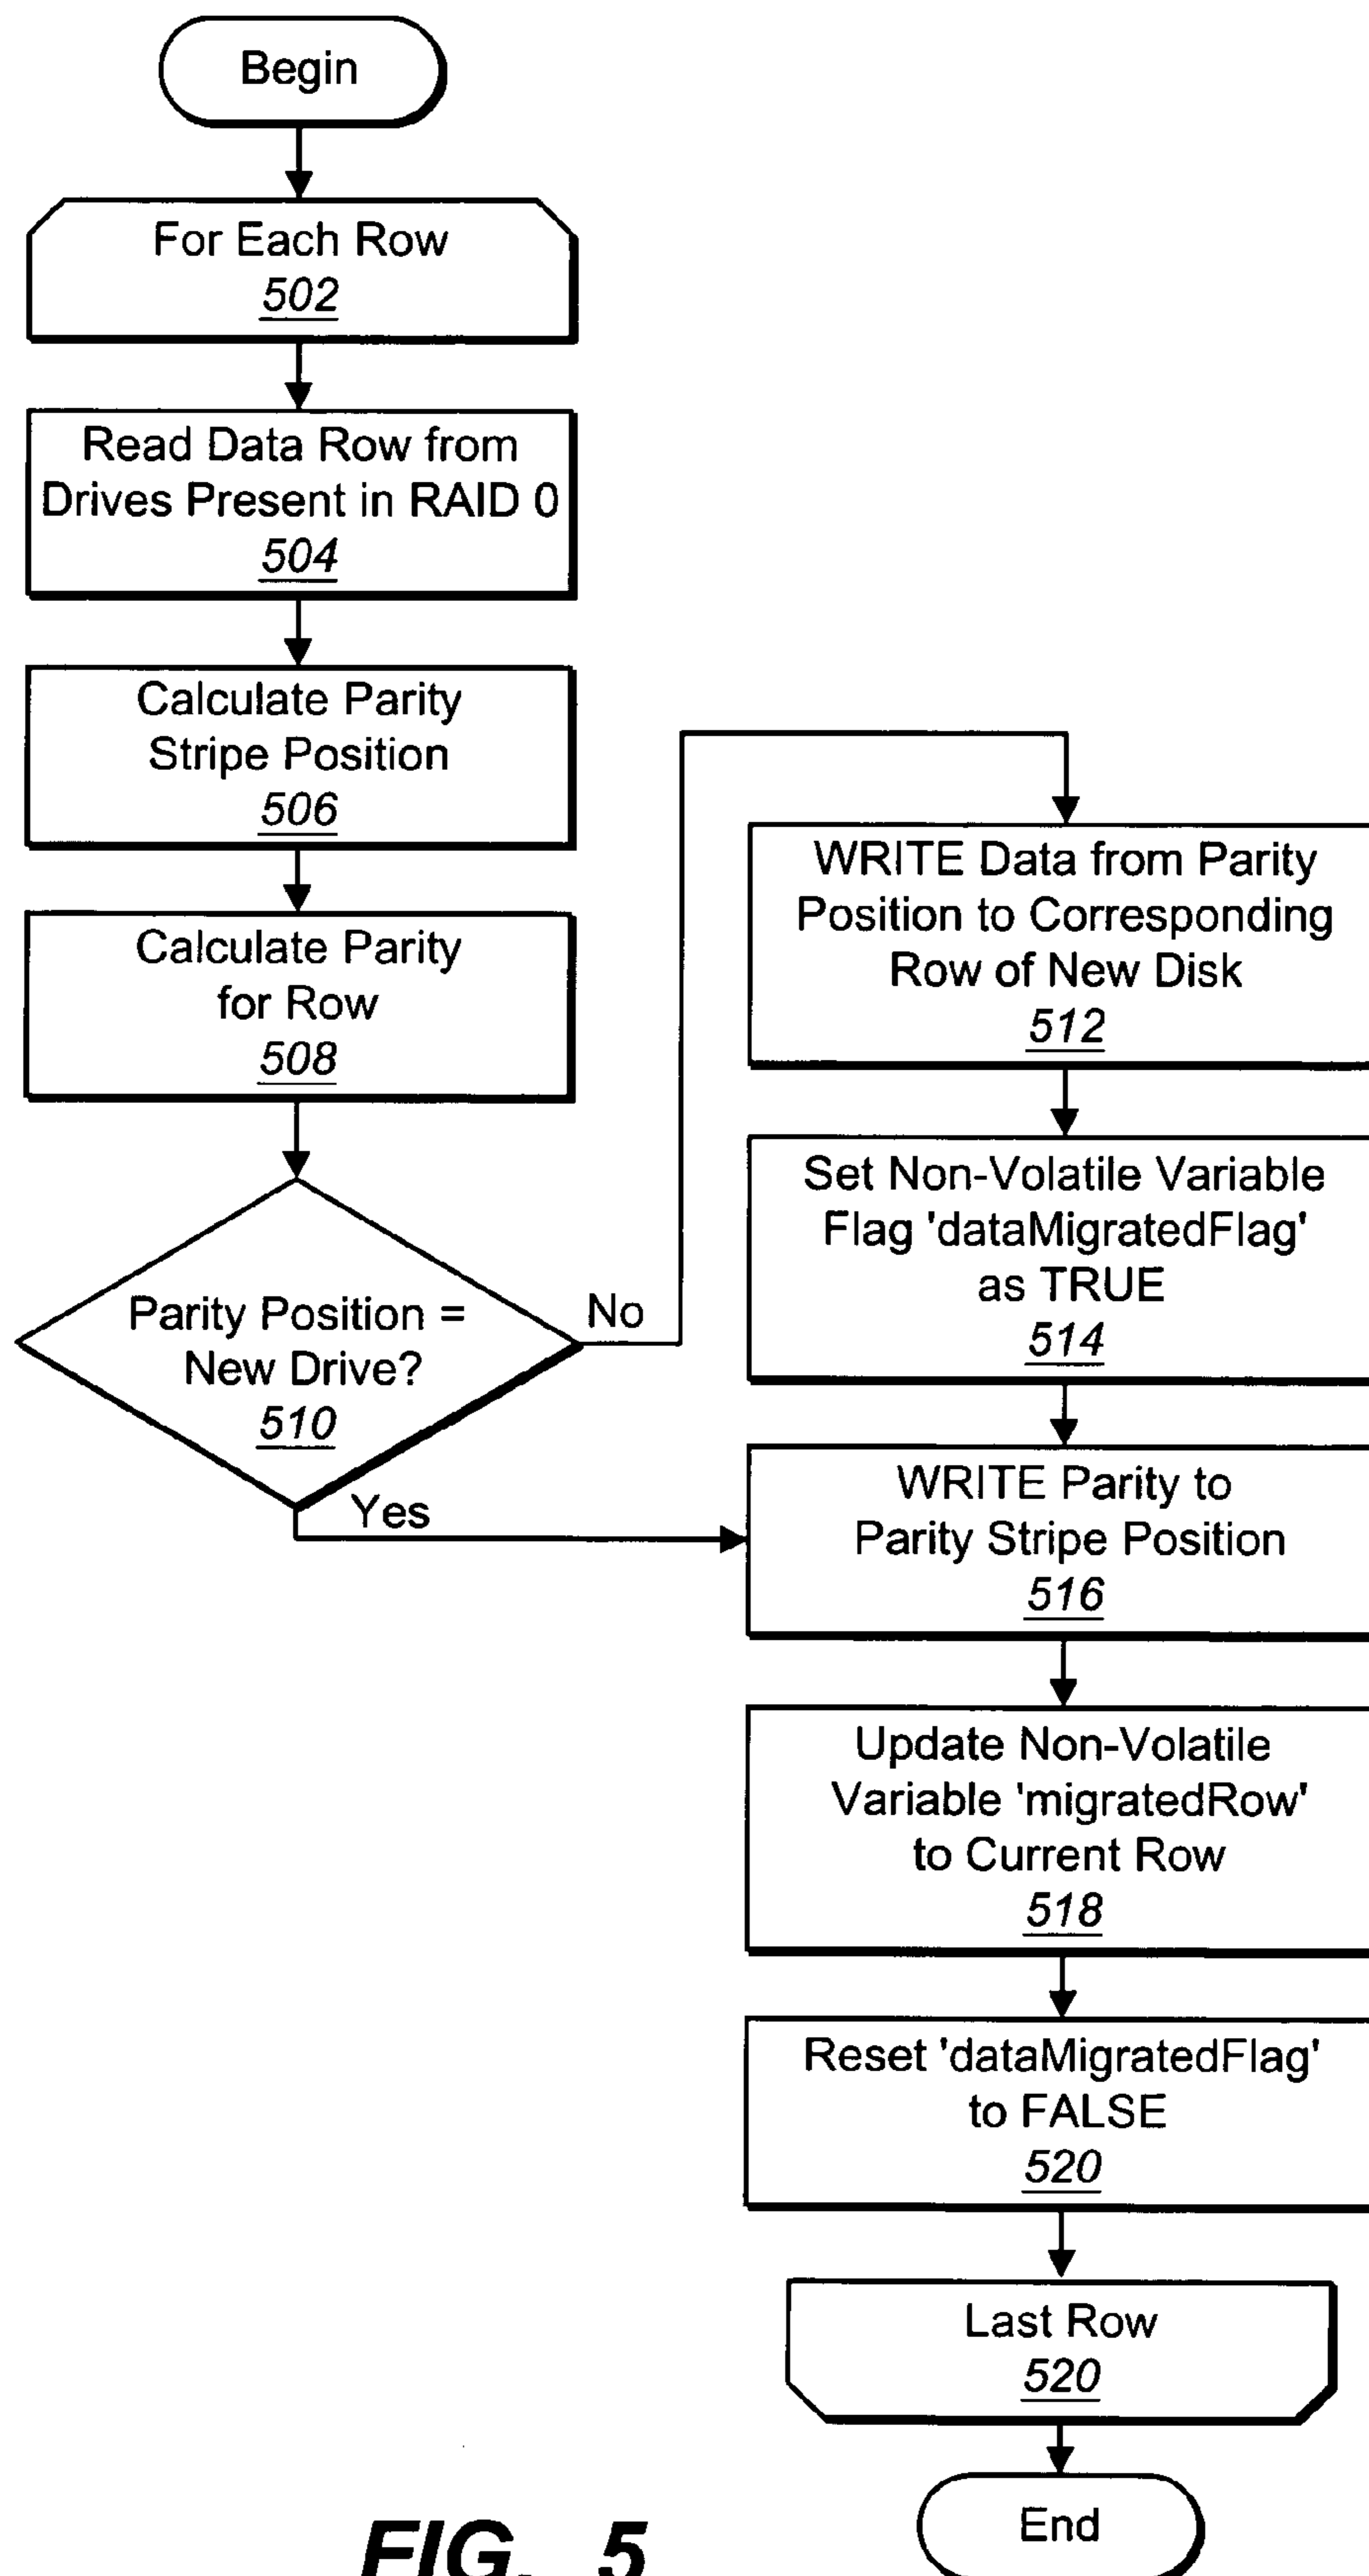 Begin
For Each Row
502
Read Data Row from
Drives Present in RAID 0
504
Calculate Parity
Stripe Position
506
Calculate Parity
for Row
508
Parity Position =
New Drive?
510
No
Yes
WRITE Data from Parity
Position to Corresponding
Row of New Disk
512
Set Non-Volatile Variable
Flag 'dataMigratedFlag'
as TRUE
514
WRITE Parity to
Parity Stripe Position
516
Update Non-Volatile
Variable 'migratedRow'
to Current Row
518
Reset 'dataMigratedFlag'
to FALSE
520
Last Row
520
End
FIG. 5